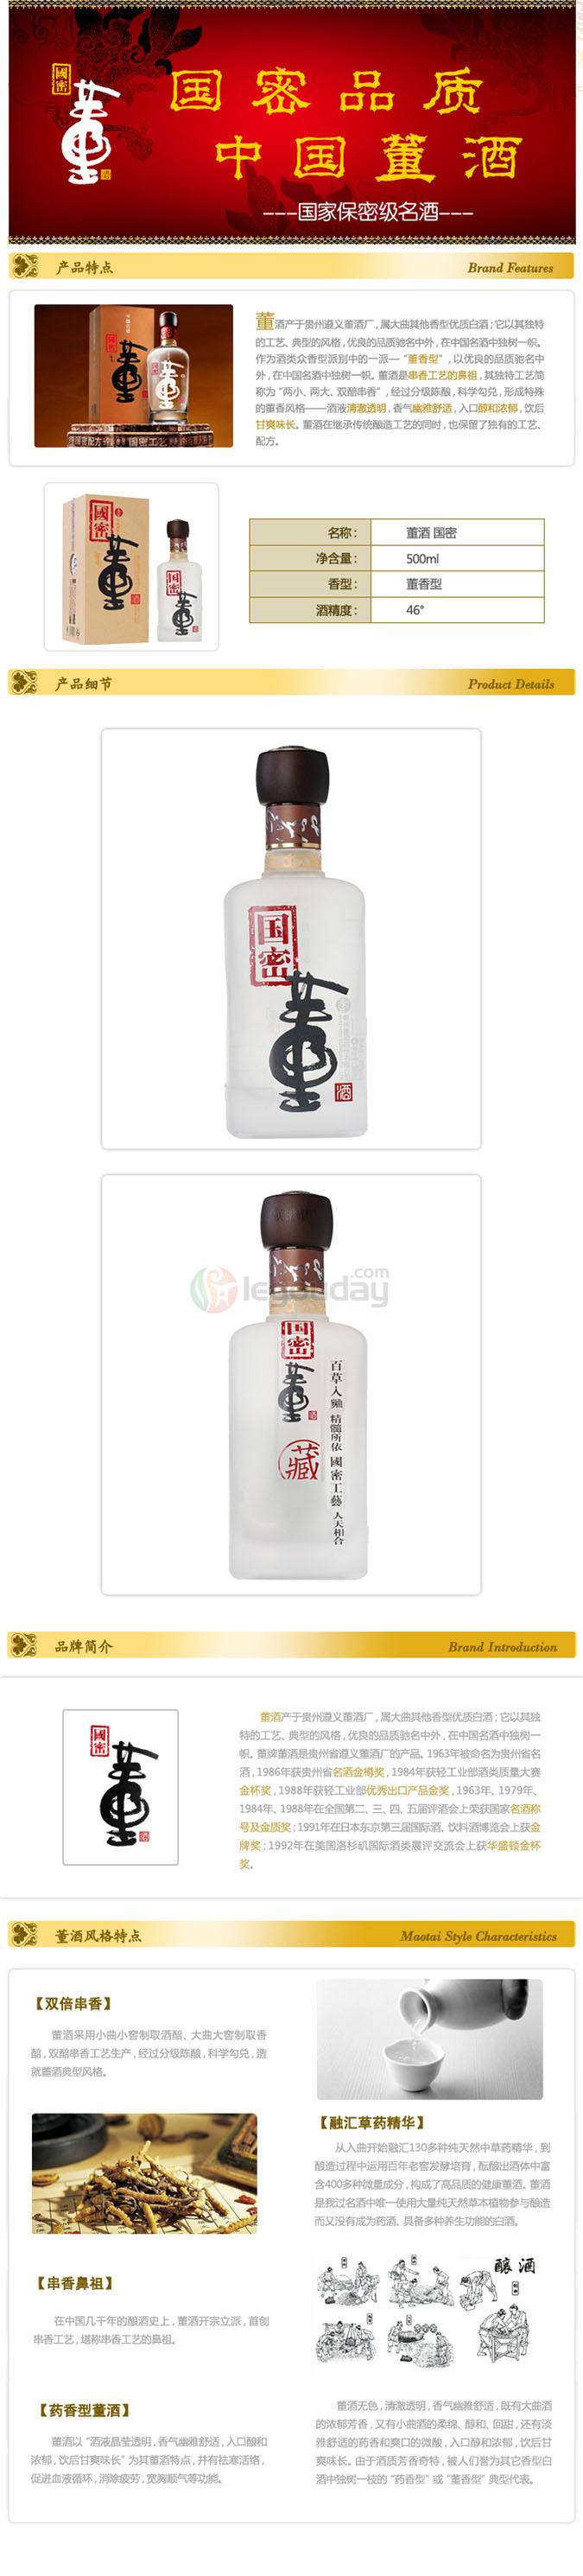 國密
董
酒
国密品质
中国董酒
---国家保密级名酒---
产品特点
Brand Features
董酒产于贵州遵义董酒厂，属大曲其他香型优质白酒；它以其独特
的工艺、典型的风格，优良的品质驰名中外，在中国名酒中独树一帜。
作为酒类众香型派别中的一派—“董香型”，以优良的品质驰名中
外，在中国名酒中独树一帜。董酒是串香工艺的鼻祖，其独特工艺简
称为“两小、两大、双醅串香”，经过分级陈酿，科学勾兑，形成特殊
的董香风格——酒液清澈透明，香气幽雅舒适，入口醇和浓郁，饮后
甘爽味长。董酒在继承传统酿造工艺的同时，也保留了独有的工艺、
配方。
國密
董
名称：
董酒 国密
净含量：
500ml
香型：
董香型
酒精度：
46°
产品细节
Product Details
国密
董
酒
.com
国密
董
藏
百草入麯 精髓所依 國密工藝 人天相合
品牌简介
Brand Introduction
國密
董
酒
董酒产于贵州遵义董酒厂，属大曲其他香型优质白酒；它以其独
特的工艺、典型的风格，优良的品质驰名中外，在中国名酒中独树一
帜。董牌董酒是贵州省遵义董酒厂的产品。1963年被命名为贵州省名
酒，1986年获贵州省名酒金樽奖，1984年获轻工业部酒类质量大赛
金杯奖，1988年获轻工业部优秀出口产品金奖，1963年、1979年、
1984年、1988年在全国第二、三、四、五届评酒会上荣获国家名酒称
号及金质奖；1991年在日本东京第三届国际酒、饮料酒博览会上获金
牌奖；1992年在美国洛杉矶国际酒类展评交流会上获华盛顿金杯
奖。
董酒风格特点
Maotai Style Characteristics
【双倍串香】
董酒采用小曲小窖制取酒醅、大曲大窖制取香
醅，双醅串香工艺生产，经过分级陈酿，科学勾兑，造
就董酒典型风格。
【融汇草药精华】
从入曲开始融汇130多种纯天然中草药精华，到
酿造过程中运用百年老窖发酵培育，酝酿出酒体中富
含400多种微量成分，构成了高品质的健康董酒。董酒
是我过名酒中唯一使用大量纯天然草本植物参与酿造
而又没有成为药酒、具备多种养生功能的白酒。
【串香鼻祖】
在中国几千年的酿酒史上，董酒开宗立派，首创
串香工艺，堪称串香工艺的鼻祖。
釀酒
【药香型董酒】
董酒以“酒液晶莹透明，香气幽雅舒适，入口醇和
浓郁，饮后甘爽味长”为其董酒特点，并有祛寒活络，
促进血液循环，消除疲劳，宽胸顺气等功能。
董酒无色，清澈透明，香气幽雅舒适，既有大曲酒
的浓郁芳香，又有小曲酒的柔绵、醇和、回甜，还有淡
雅舒适的药香和爽口的微酸，入口醇和浓郁，饮后甘
爽味长。由于酒质芳香奇特，被人们誉为其它香型白
酒中独树一枝的“药香型”或“董香型”典型代表。